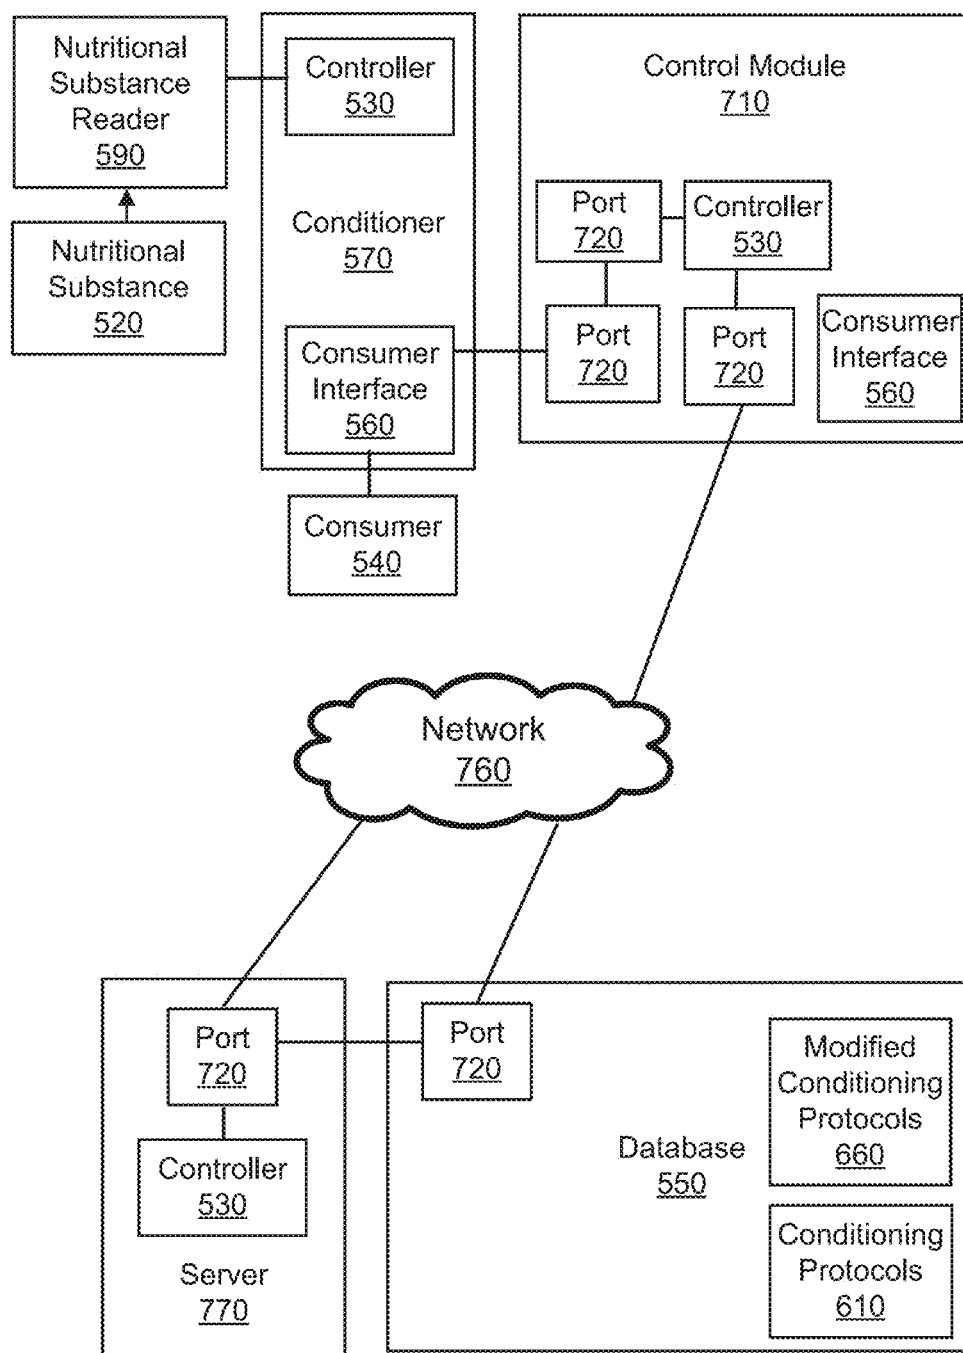 Nutritional
Substance
Reader
590
Nutritional
Substance
520
Controller
530
Conditioner
570
Consumer
Interface
560
Consumer
540
Control Module
710
Port
720
Controller
530
Port
720
Port
720
Consumer
Interface
560
Network
760
Port
720
Controller
530
Server
770
Port
720
Database
550
Modified
Conditioning
Protocols
660
Conditioning
Protocols
610